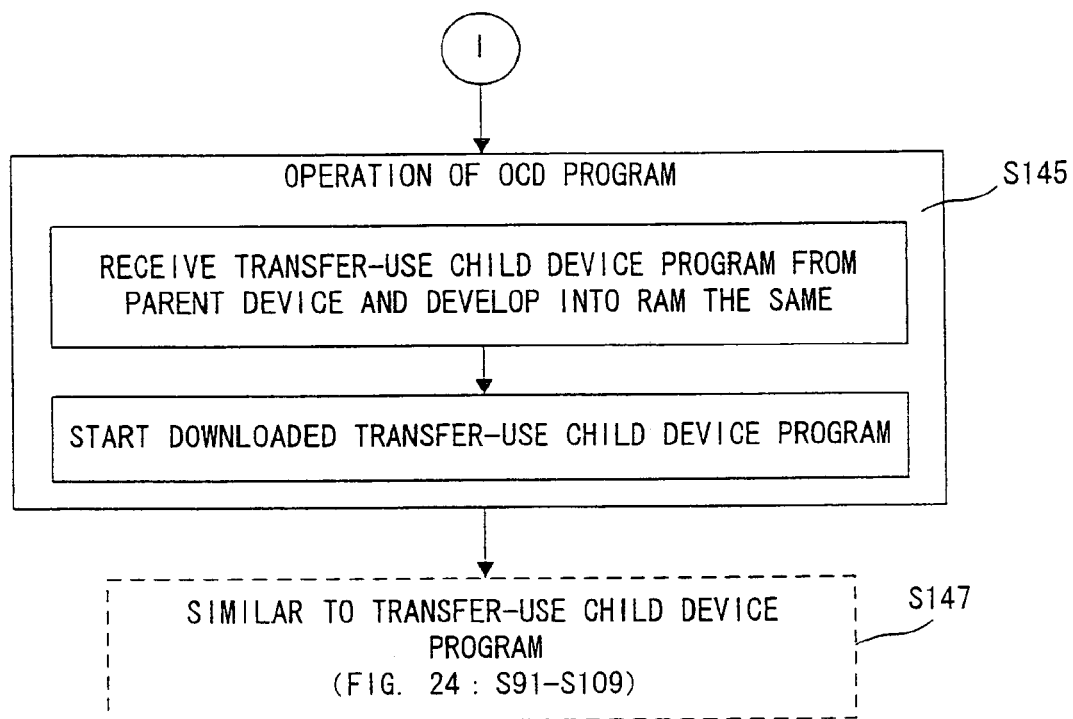 I
OPERATION OF OCD PROGRAM
S145
RECEIVE TRANSFER-USE CHILD DEVICE PROGRAM FROM
PARENT DEVICE AND DEVELOP INTO RAM THE SAME
START DOWNLOADED TRANSFER-USE CHILD DEVICE PROGRAM
SIMILAR TO TRANSFER-USE CHILD DEVICE
PROGRAM
(FIG. 24 : S91-S109)
S147